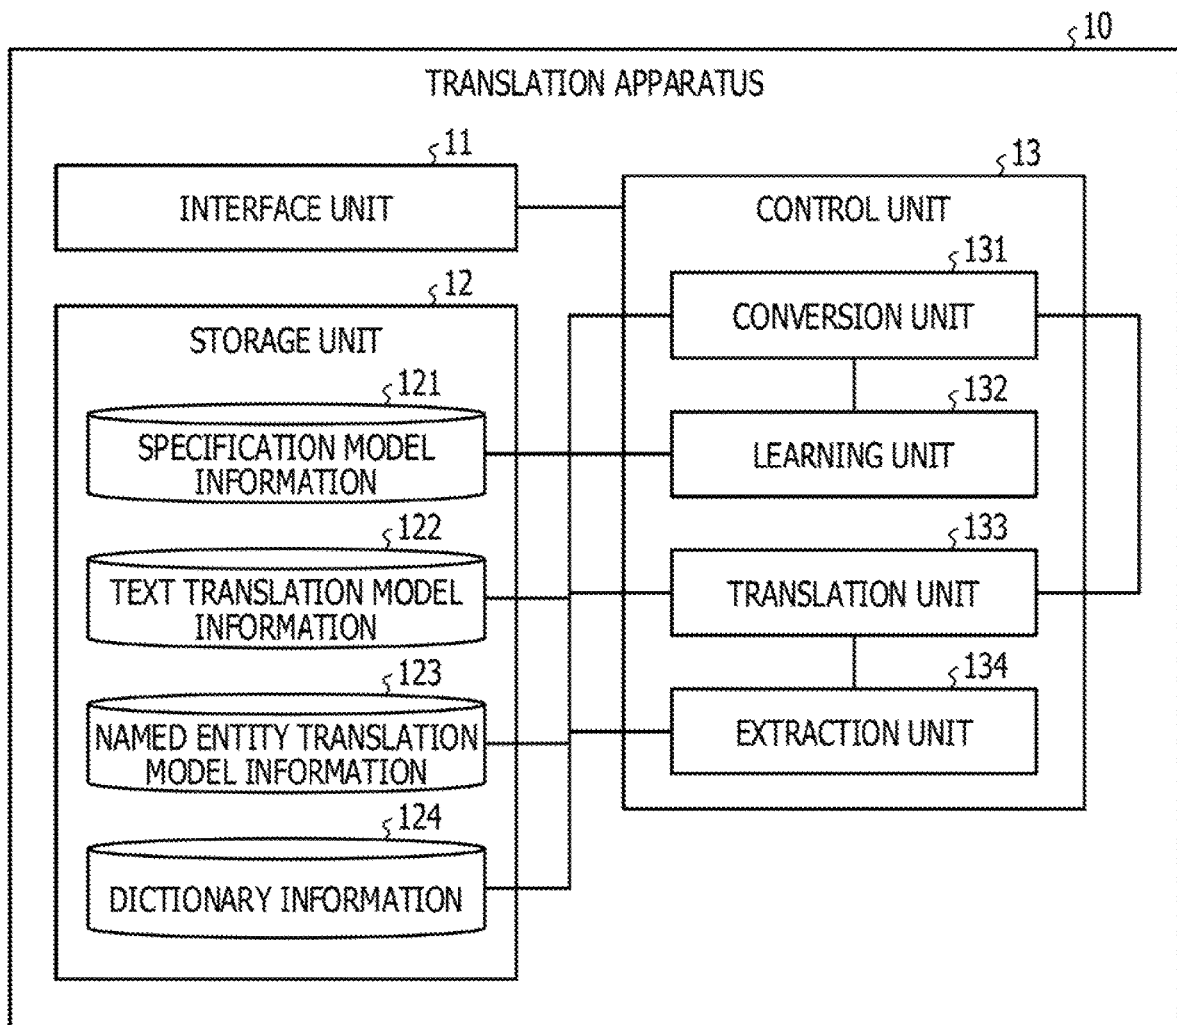 10
TRANSLATION APPARATUS
11
INTERFACE UNIT
12
STORAGE UNIT
121
SPECIFICATION MODEL
INFORMATION
122
TEXT TRANSLATION MODEL
INFORMATION
123
NAMED ENTITY TRANSLATION
MODEL INFORMATION
124
DICTIONARY INFORMATION
13
CONTROL UNIT
131
CONVERSION UNIT
132
LEARNING UNIT
133
TRANSLATION UNIT
134
EXTRACTION UNIT